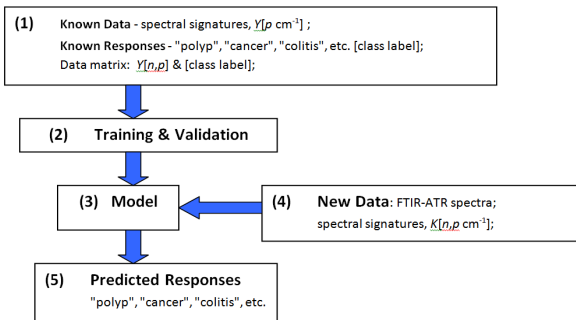 (1) Known Data - spectral signatures, Y[p cm⁻¹] ;
Known Responses - "polyp", "cancer", "colitis", etc. [class label];
Data matrix: Y[n,p] & [class label];
(2) Training & Validation
(3) Model
(4) New Data: FTIR-ATR spectra;
spectral signatures, K[n,p cm⁻¹];
(5) Predicted Responses
"polyp", "cancer", "colitis", etc.